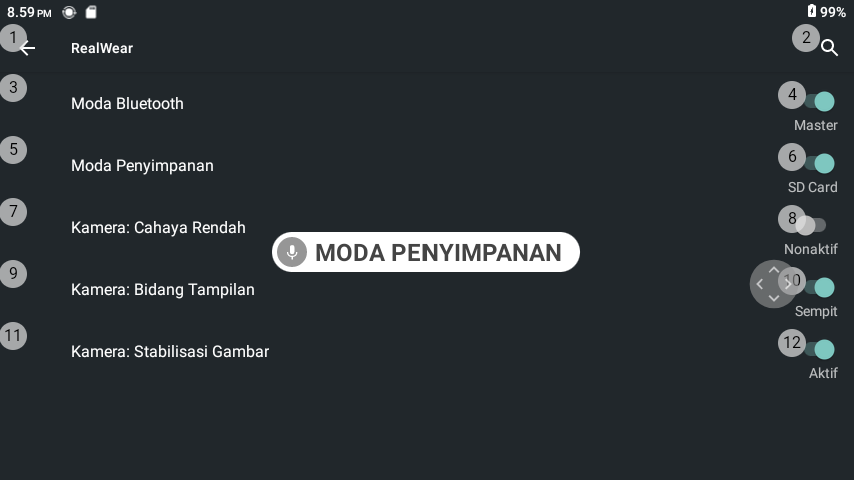 8.59 PM 99%
1 RealWear 2
3 Moda Bluetooth 4
Master
5 Moda Penyimpanan 6
SD Card
7 Kamera: Cahaya Rendah 8
Nonaktif
MODA PENYIMPANAN
9 Kamera: Bidang Tampilan 10
Sempit
11 Kamera: Stabilisasi Gambar 12
Aktif